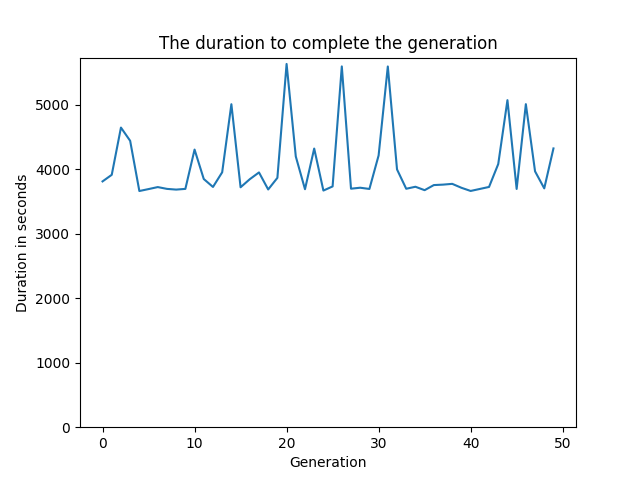 The duration to complete the generation
5000
4000
3000
2000
1000
0
Duration in seconds
0 10 20 30 40 50
Generation